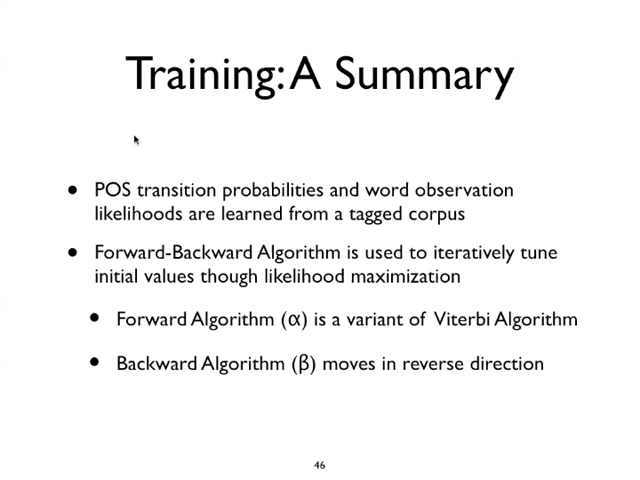 Training: A Summary
• POS transition probabilities and word observation
likelihoods are learned from a tagged corpus
• Forward-Backward Algorithm is used to iteratively tune
initial values though likelihood maximization
• Forward Algorithm (α) is a variant of Viterbi Algorithm
• Backward Algorithm (β) moves in reverse direction
46